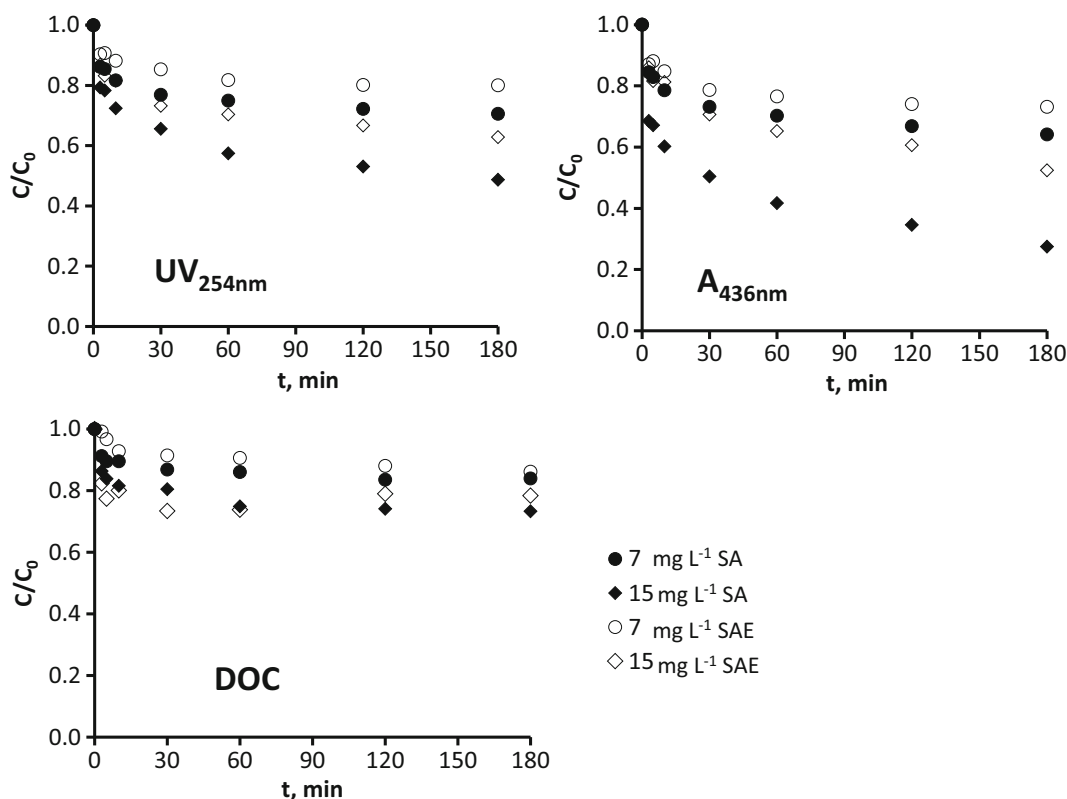 1.0
0.8
0.6
0.4
0.2
0.0
C/C₀
UV₂₅₄nm
0 30 60 90 120 150 180
t, min
1.0
0.8
0.6
0.4
0.2
0.0
C/C₀
A₄₃₆nm
0 30 60 90 120 150 180
t, min
1.0
0.8
0.6
0.4
0.2
0.0
C/C₀
DOC
0 30 60 90 120 150 180
t, min
7 mg L⁻¹ SA
15 mg L⁻¹ SA
7 mg L⁻¹ SAE
15 mg L⁻¹ SAE